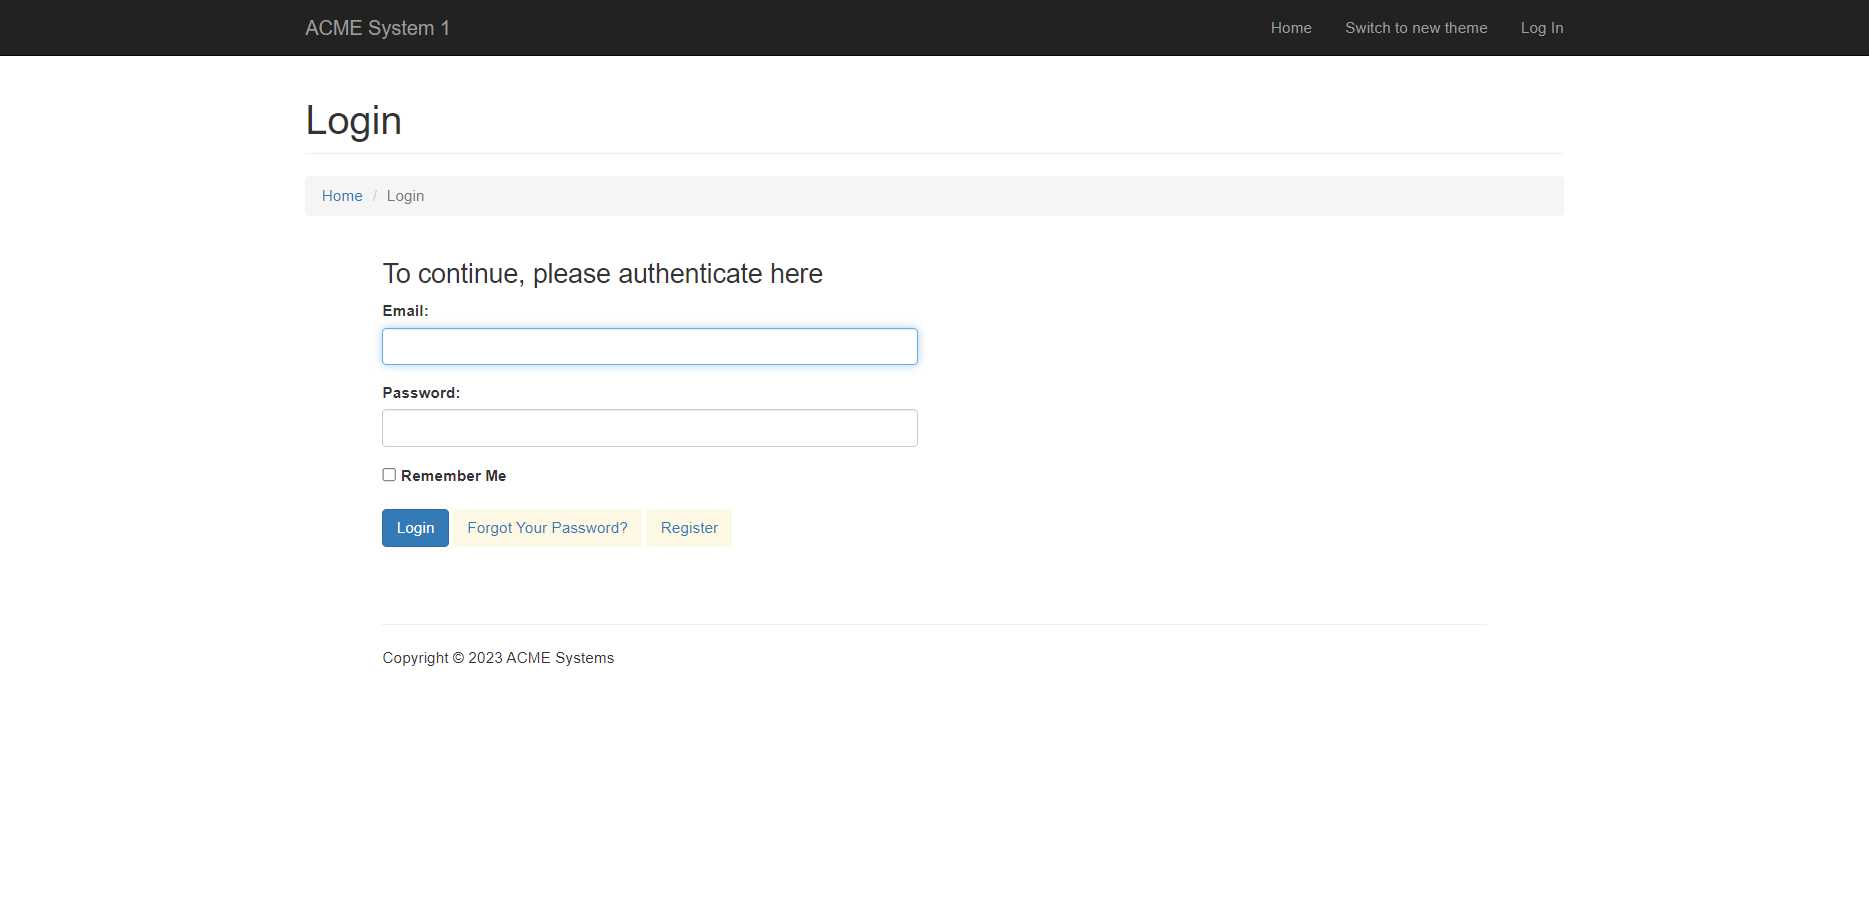 ACME System 1 Home Switch to new theme Log In
Login
Home / Login
To continue, please authenticate here
Email:
Password:
Remember Me
Login Forgot Your Password? Register
Copyright © 2023 ACME Systems